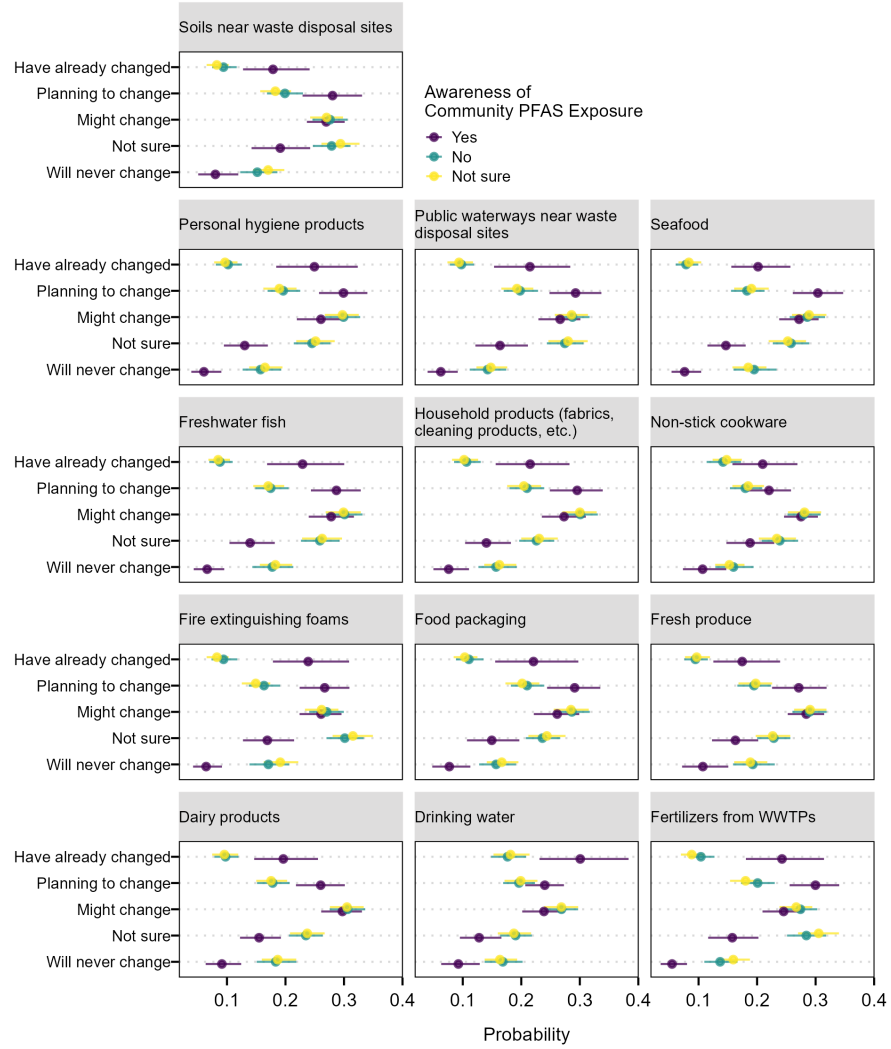 Soils near waste disposal sites
Have already changed
Planning to change
Might change
Not sure
Will never change
Awareness of
Community PFAS Exposure
Yes
No
Not sure
Personal hygiene products
Public waterways near waste
disposal sites
Seafood
Have already changed
Planning to change
Might change
Not sure
Will never change
Freshwater fish
Household products (fabrics,
cleaning products, etc.)
Non-stick cookware
Have already changed
Planning to change
Might change
Not sure
Will never change
Fire extinguishing foams
Food packaging
Fresh produce
Have already changed
Planning to change
Might change
Not sure
Will never change
Dairy products
Drinking water
Fertilizers from WWTPs
Have already changed
Planning to change
Might change
Not sure
Will never change
0.1 0.2 0.3 0.4
0.1 0.2 0.3 0.4
0.1 0.2 0.3 0.4
Probability